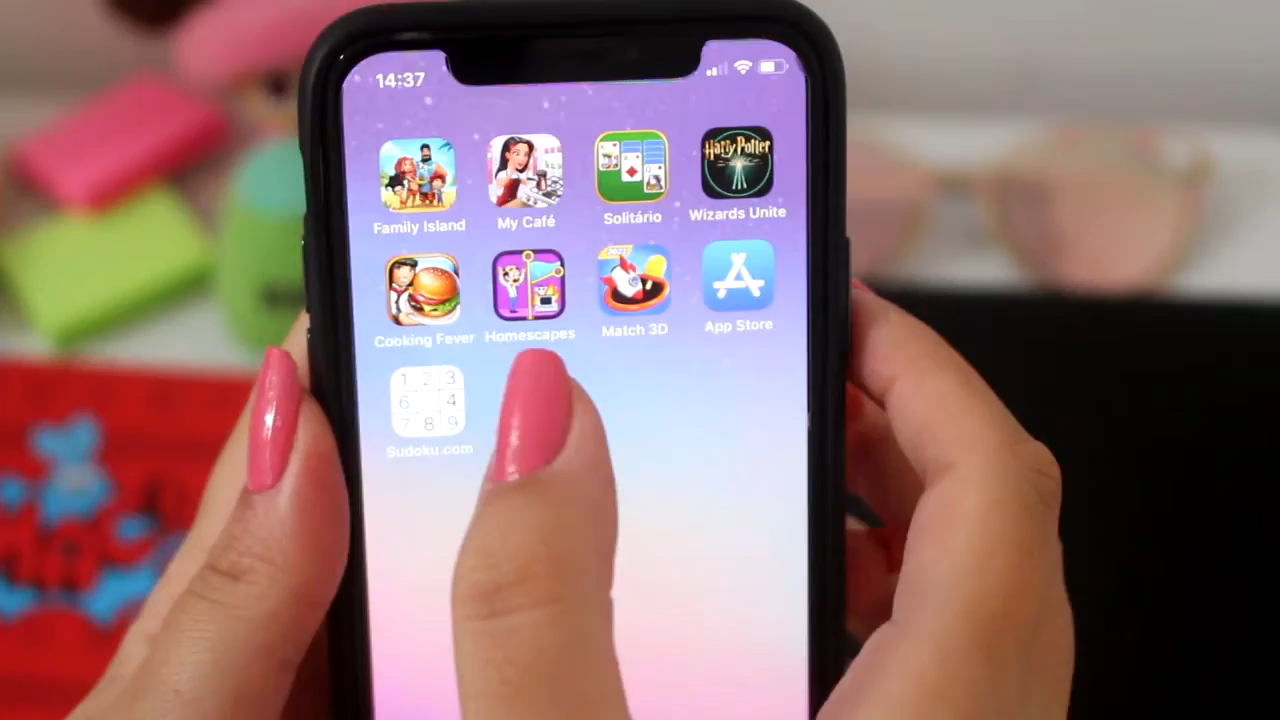 14:37
Family Island
My Café
Solitário
Harry Potter
Wizards Unite
Cooking Fever
Homescapes
2021
Match 3D
App Store
1 2 3
6 4
7 8 9
Sudoku.com